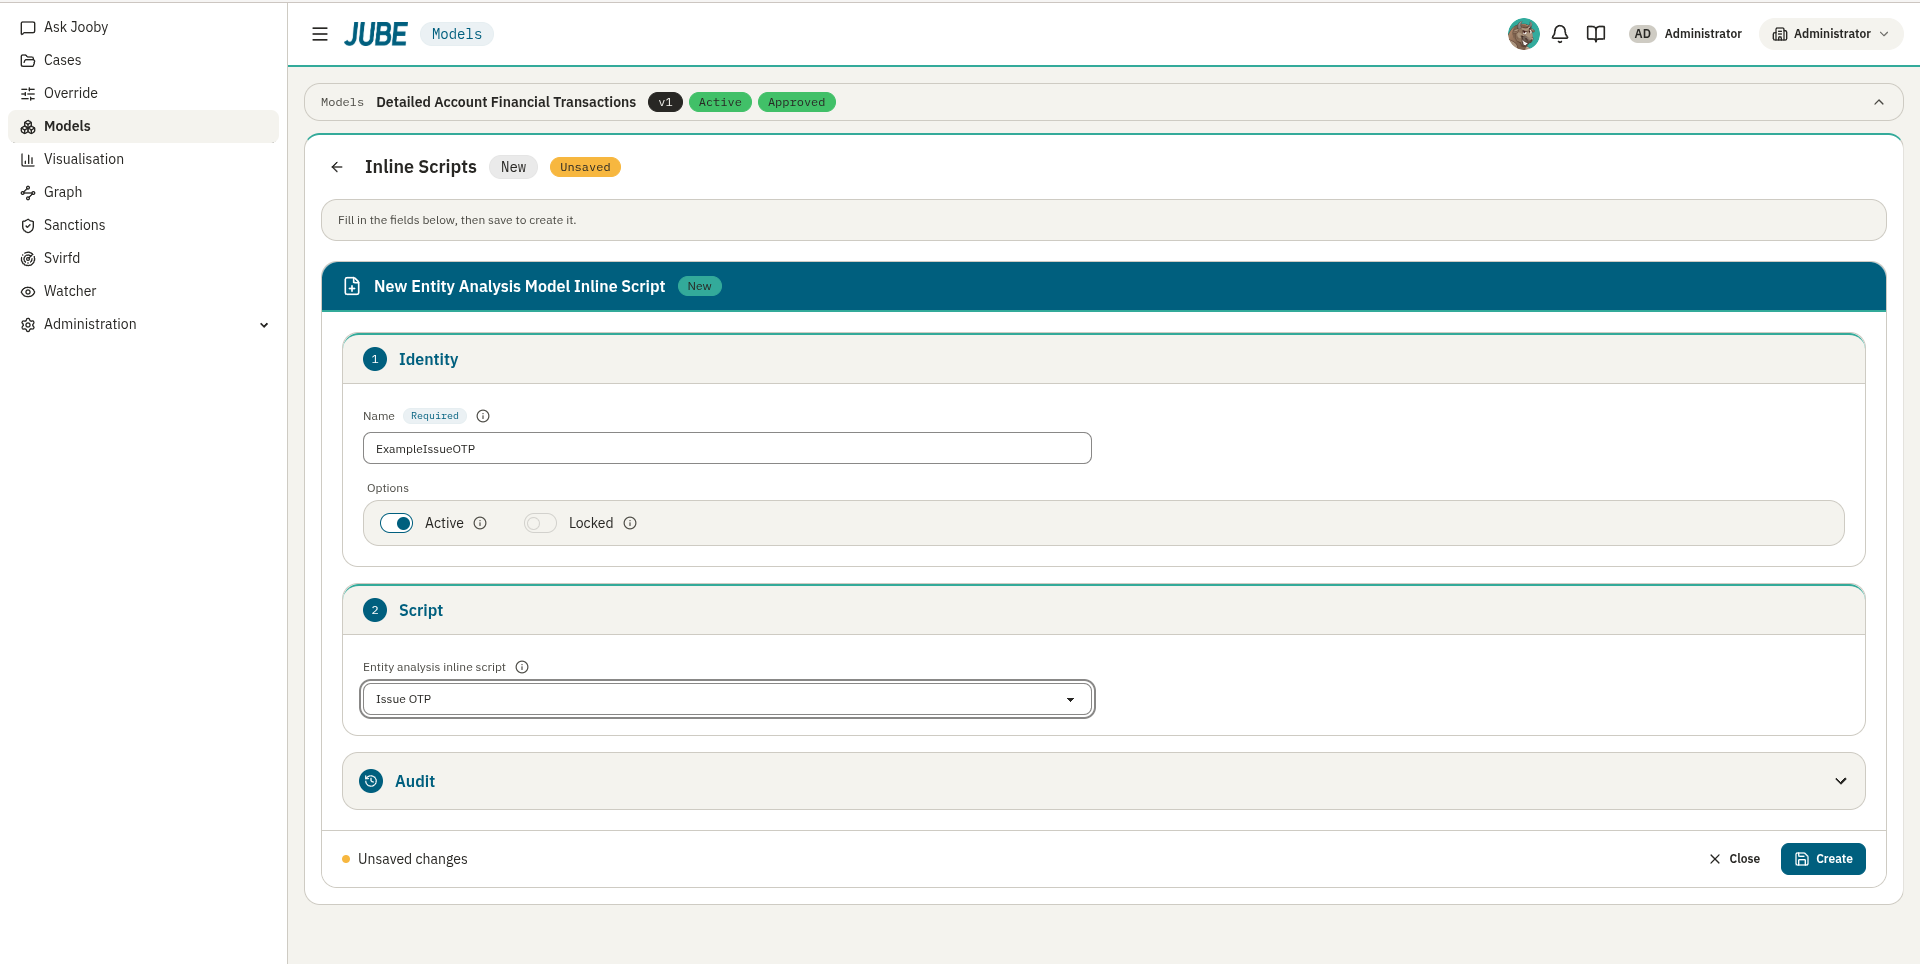 Ask Jooby
Cases
Override
Models
Visualisation
Graph
Sanctions
Svirfd
Watcher
Administration
JUBE
Models
AD Administrator
Administrator
Models Detailed Account Financial Transactions v1 Active Approved
Inline Scripts New Unsaved
Fill in the fields below, then save to create it.
New Entity Analysis Model Inline Script New
1 Identity
Name Required
ExampleIssueOTP
Options
Active Locked
2 Script
Entity analysis inline script
Issue OTP
Audit
Unsaved changes
Close
Create